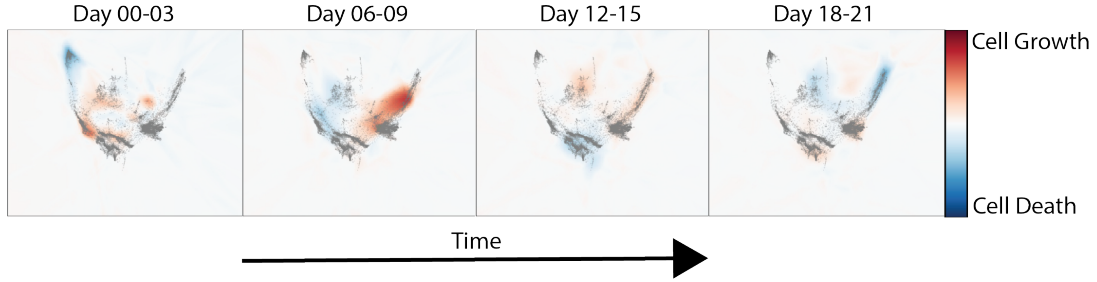 Day 00-03
Day 06-09
Day 12-15
Day 18-21
Cell Growth
Cell Death
Time